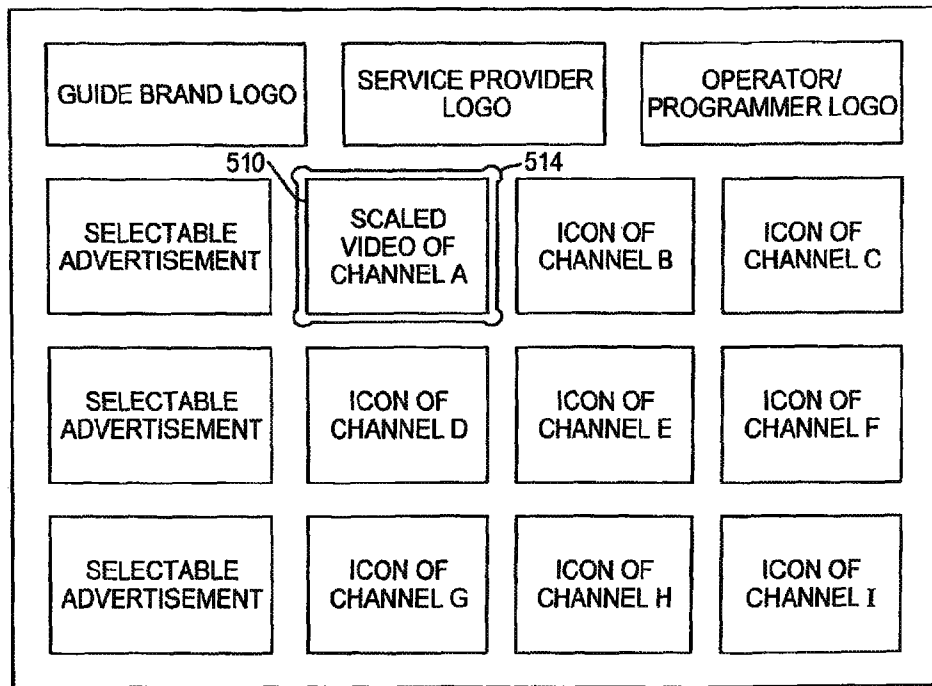 GUIDE BRAND LOGO
SERVICE PROVIDER
LOGO
OPERATOR/
PROGRAMMER LOGO
510
514
SELECTABLE
ADVERTISEMENT
SCALED
VIDEO OF
CHANNEL A
ICON OF
CHANNEL B
ICON OF
CHANNEL C
SELECTABLE
ADVERTISEMENT
ICON OF
CHANNEL D
ICON OF
CHANNEL E
ICON OF
CHANNEL F
SELECTABLE
ADVERTISEMENT
ICON OF
CHANNEL G
ICON OF
CHANNEL H
ICON OF
CHANNEL I